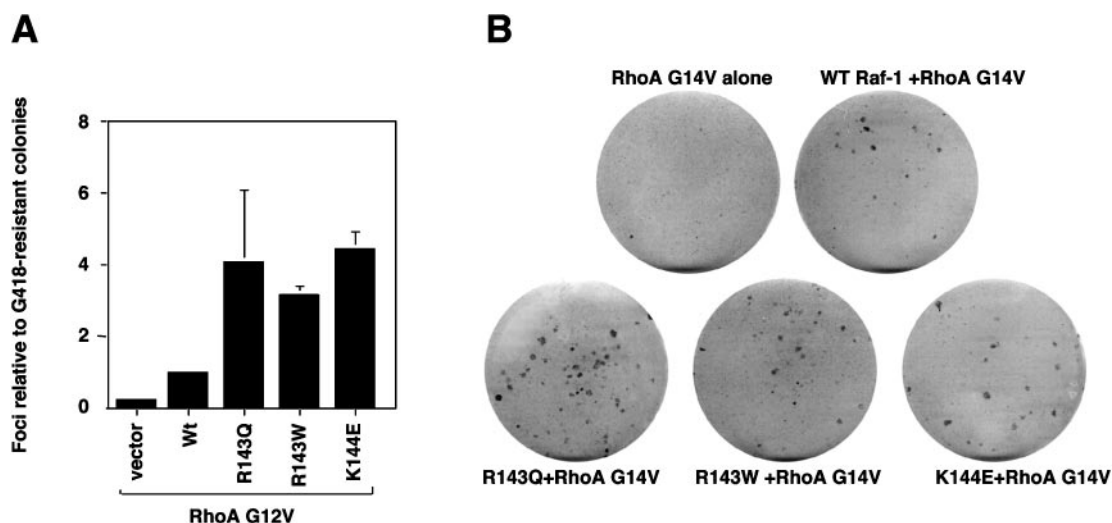 A
Foci relative to G418-resistant colonies
8
6
4
2
0
vector
Wt
R143Q
R143W
K144E
RhoA G12V
B
RhoA G14V alone
WT Raf-1 +RhoA G14V
R143Q+RhoA G14V
R143W +RhoA G14V
K144E+RhoA G14V